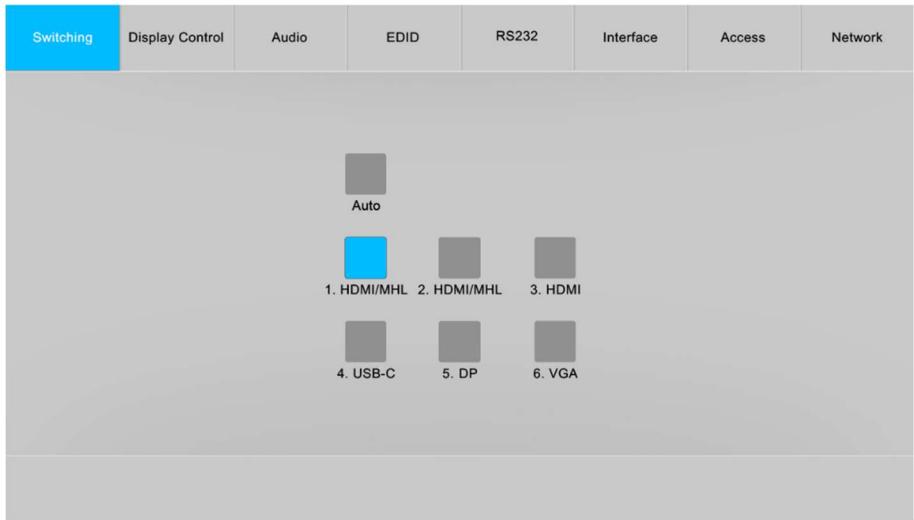 Switching Display Control Audio EDID RS232 Interface Access Network
Auto
1. HDMI/MHL 2. HDMI/MHL 3. HDMI
4. USB-C 5. DP 6. VGA